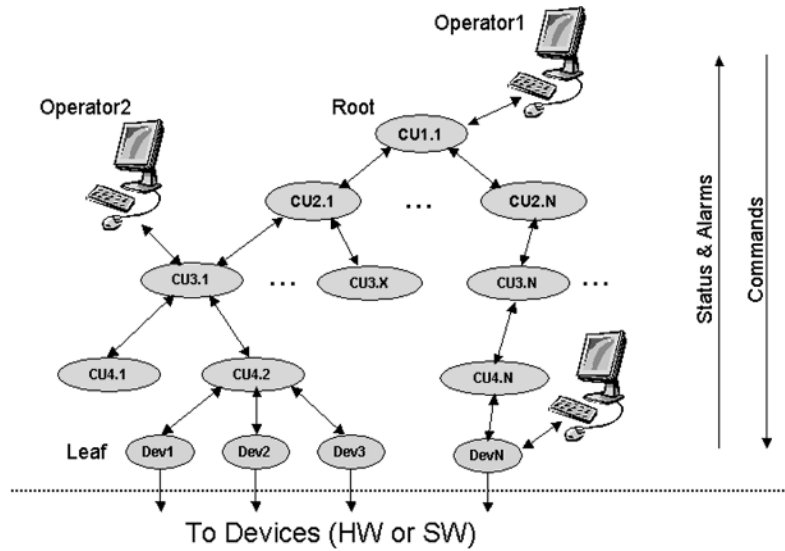 Operator1
Operator2
Root
CU1.1
CU2.1
...
CU2.N
CU3.1
...
CU3.X
CU3.N
...
CU4.1
CU4.2
CU4.N
Leaf
Dev1
Dev2
Dev3
DevN
Status & Alarms
Commands
To Devices (HW or SW)